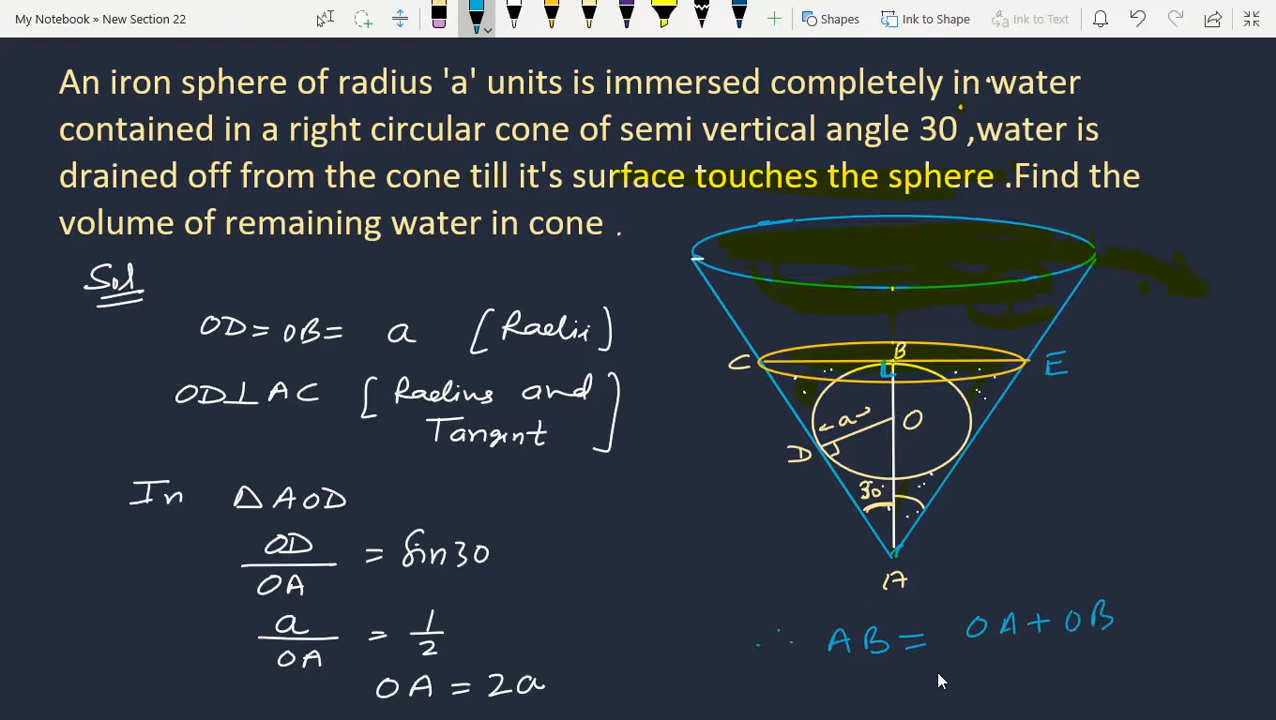 My Notebook » New Section 22
Shapes
Ink to Shape
Ink to Text
An iron sphere of radius 'a' units is immersed completely in water
contained in a right circular cone of semi vertical angle 30°,water is
drained off from the cone till it's surface touches the sphere .Find the
volume of remaining water in cone .
Sol
OD = OB = a [Radii]
OD⊥AC [Radius and
Tangent]
In ΔAOD
OD/OA = Sin30
a/OA = 1/2
OA = 2a
C
B
E
a
O
D
30
A
∴ AB = OA + OB